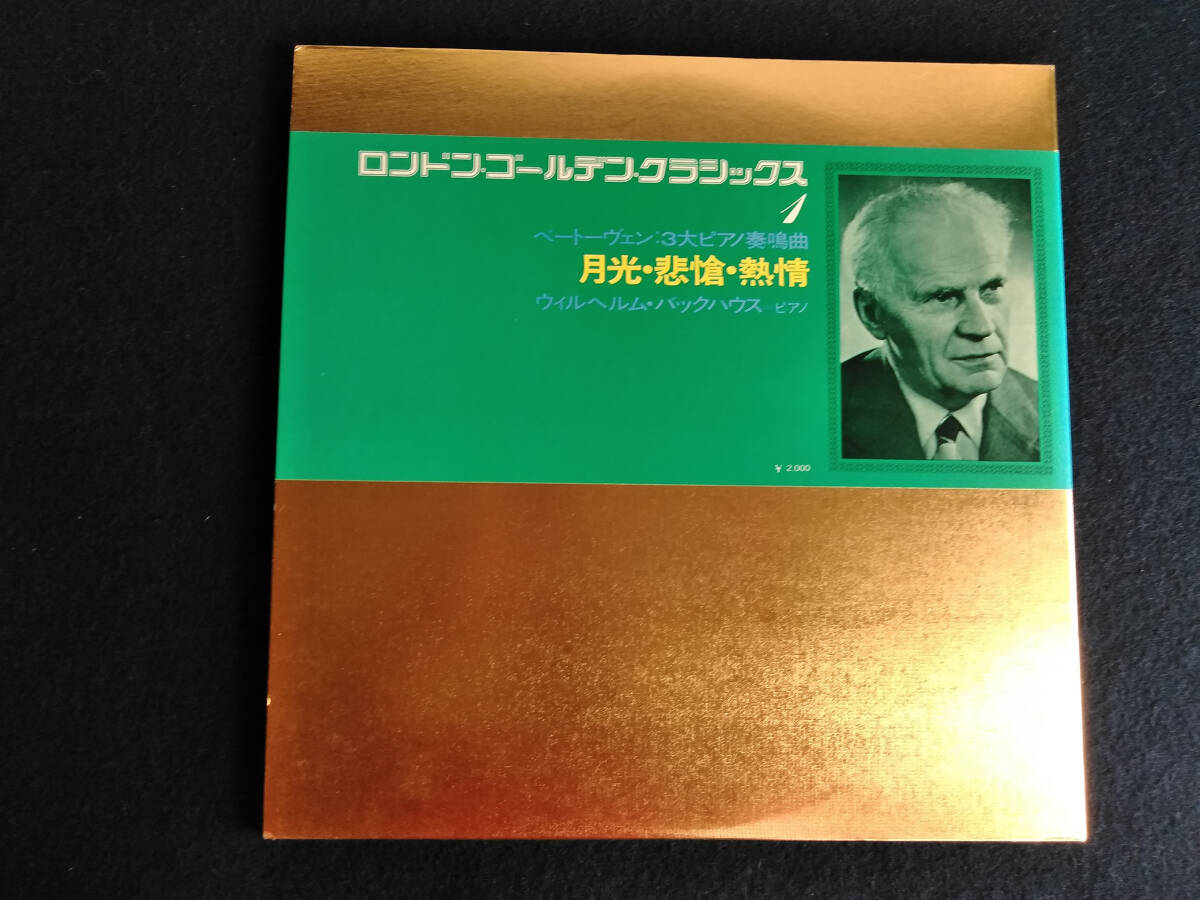 ロンドン・ゴールデン・クラシックス
1
ベートーヴェン:3大ピアノ奏鳴曲
月光・悲愴・熱情
ウィルヘルム・バックハウス=ピアノ
¥ 2,000